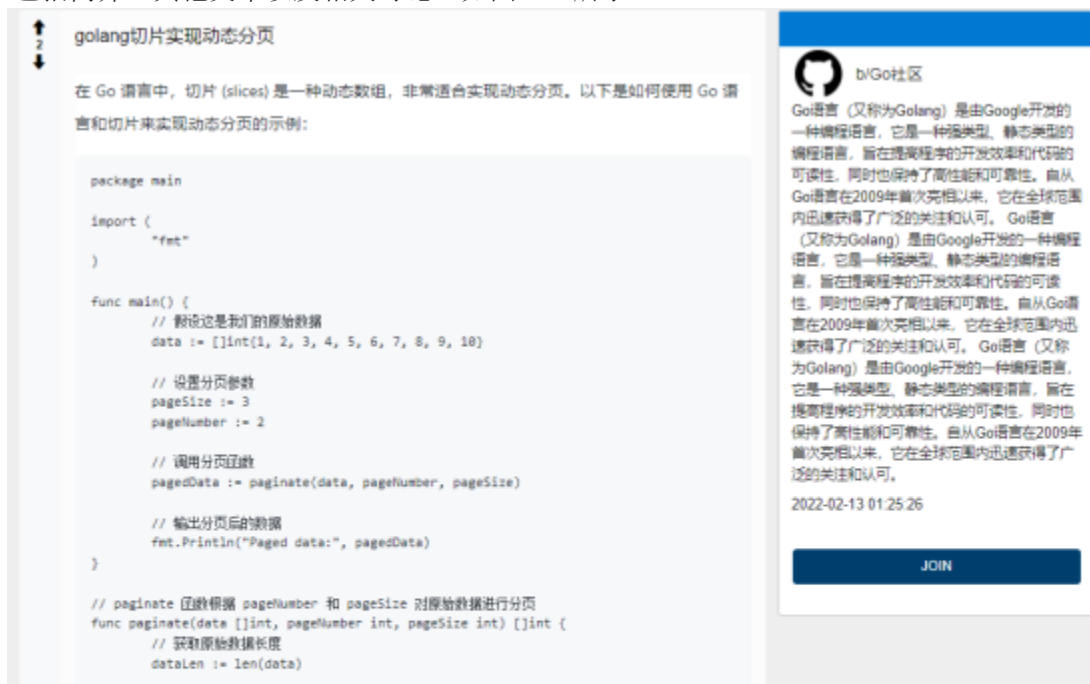 2
golang切片实现动态分页
在 Go 语言中，切片 (slices) 是一种动态数组，非常适合实现动态分页。以下是如何使用 Go 语
言和切片来实现动态分页的示例：
package main
import (
"fmt"
)
func main() {
// 假设这是我们的原始数据
data := []int{1, 2, 3, 4, 5, 6, 7, 8, 9, 10}
// 设置分页参数
pageSize := 3
pageNumber := 2
// 调用分页函数
pagedData := paginate(data, pageNumber, pageSize)
// 输出分页后的数据
fmt.Println("Paged data:", pagedData)
}
// paginate 函数根据 pageNumber 和 pageSize 对原始数据进行分页
func paginate(data []int, pageNumber int, pageSize int) []int {
// 获取原始数据长度
dataLen := len(data)
b/Go社区
Go语言（又称为Golang）是由Google开发的
一种编程语言，它是一种强类型、静态类型的
编程语言，旨在提高程序的开发效率和代码的
可读性，同时也保持了高性能和可靠性。自从
Go语言在2009年首次亮相以来，它在全球范围
内迅速获得了广泛的关注和认可。 Go语言
（又称为Golang）是由Google开发的一种编程
语言，它是一种强类型、静态类型的编程语
言，旨在提高程序的开发效率和代码的可读
性，同时也保持了高性能和可靠性。自从Go语
言在2009年首次亮相以来，它在全球范围内迅
速获得了广泛的关注和认可。 Go语言（又称
为Golang）是由Google开发的一种编程语言，
它是一种强类型、静态类型的编程语言，旨在
提高程序的开发效率和代码的可读性，同时也
保持了高性能和可靠性。自从Go语言在2009年
首次亮相以来，它在全球范围内迅速获得了广
泛的关注和认可。
2022-02-13 01:25:26
JOIN